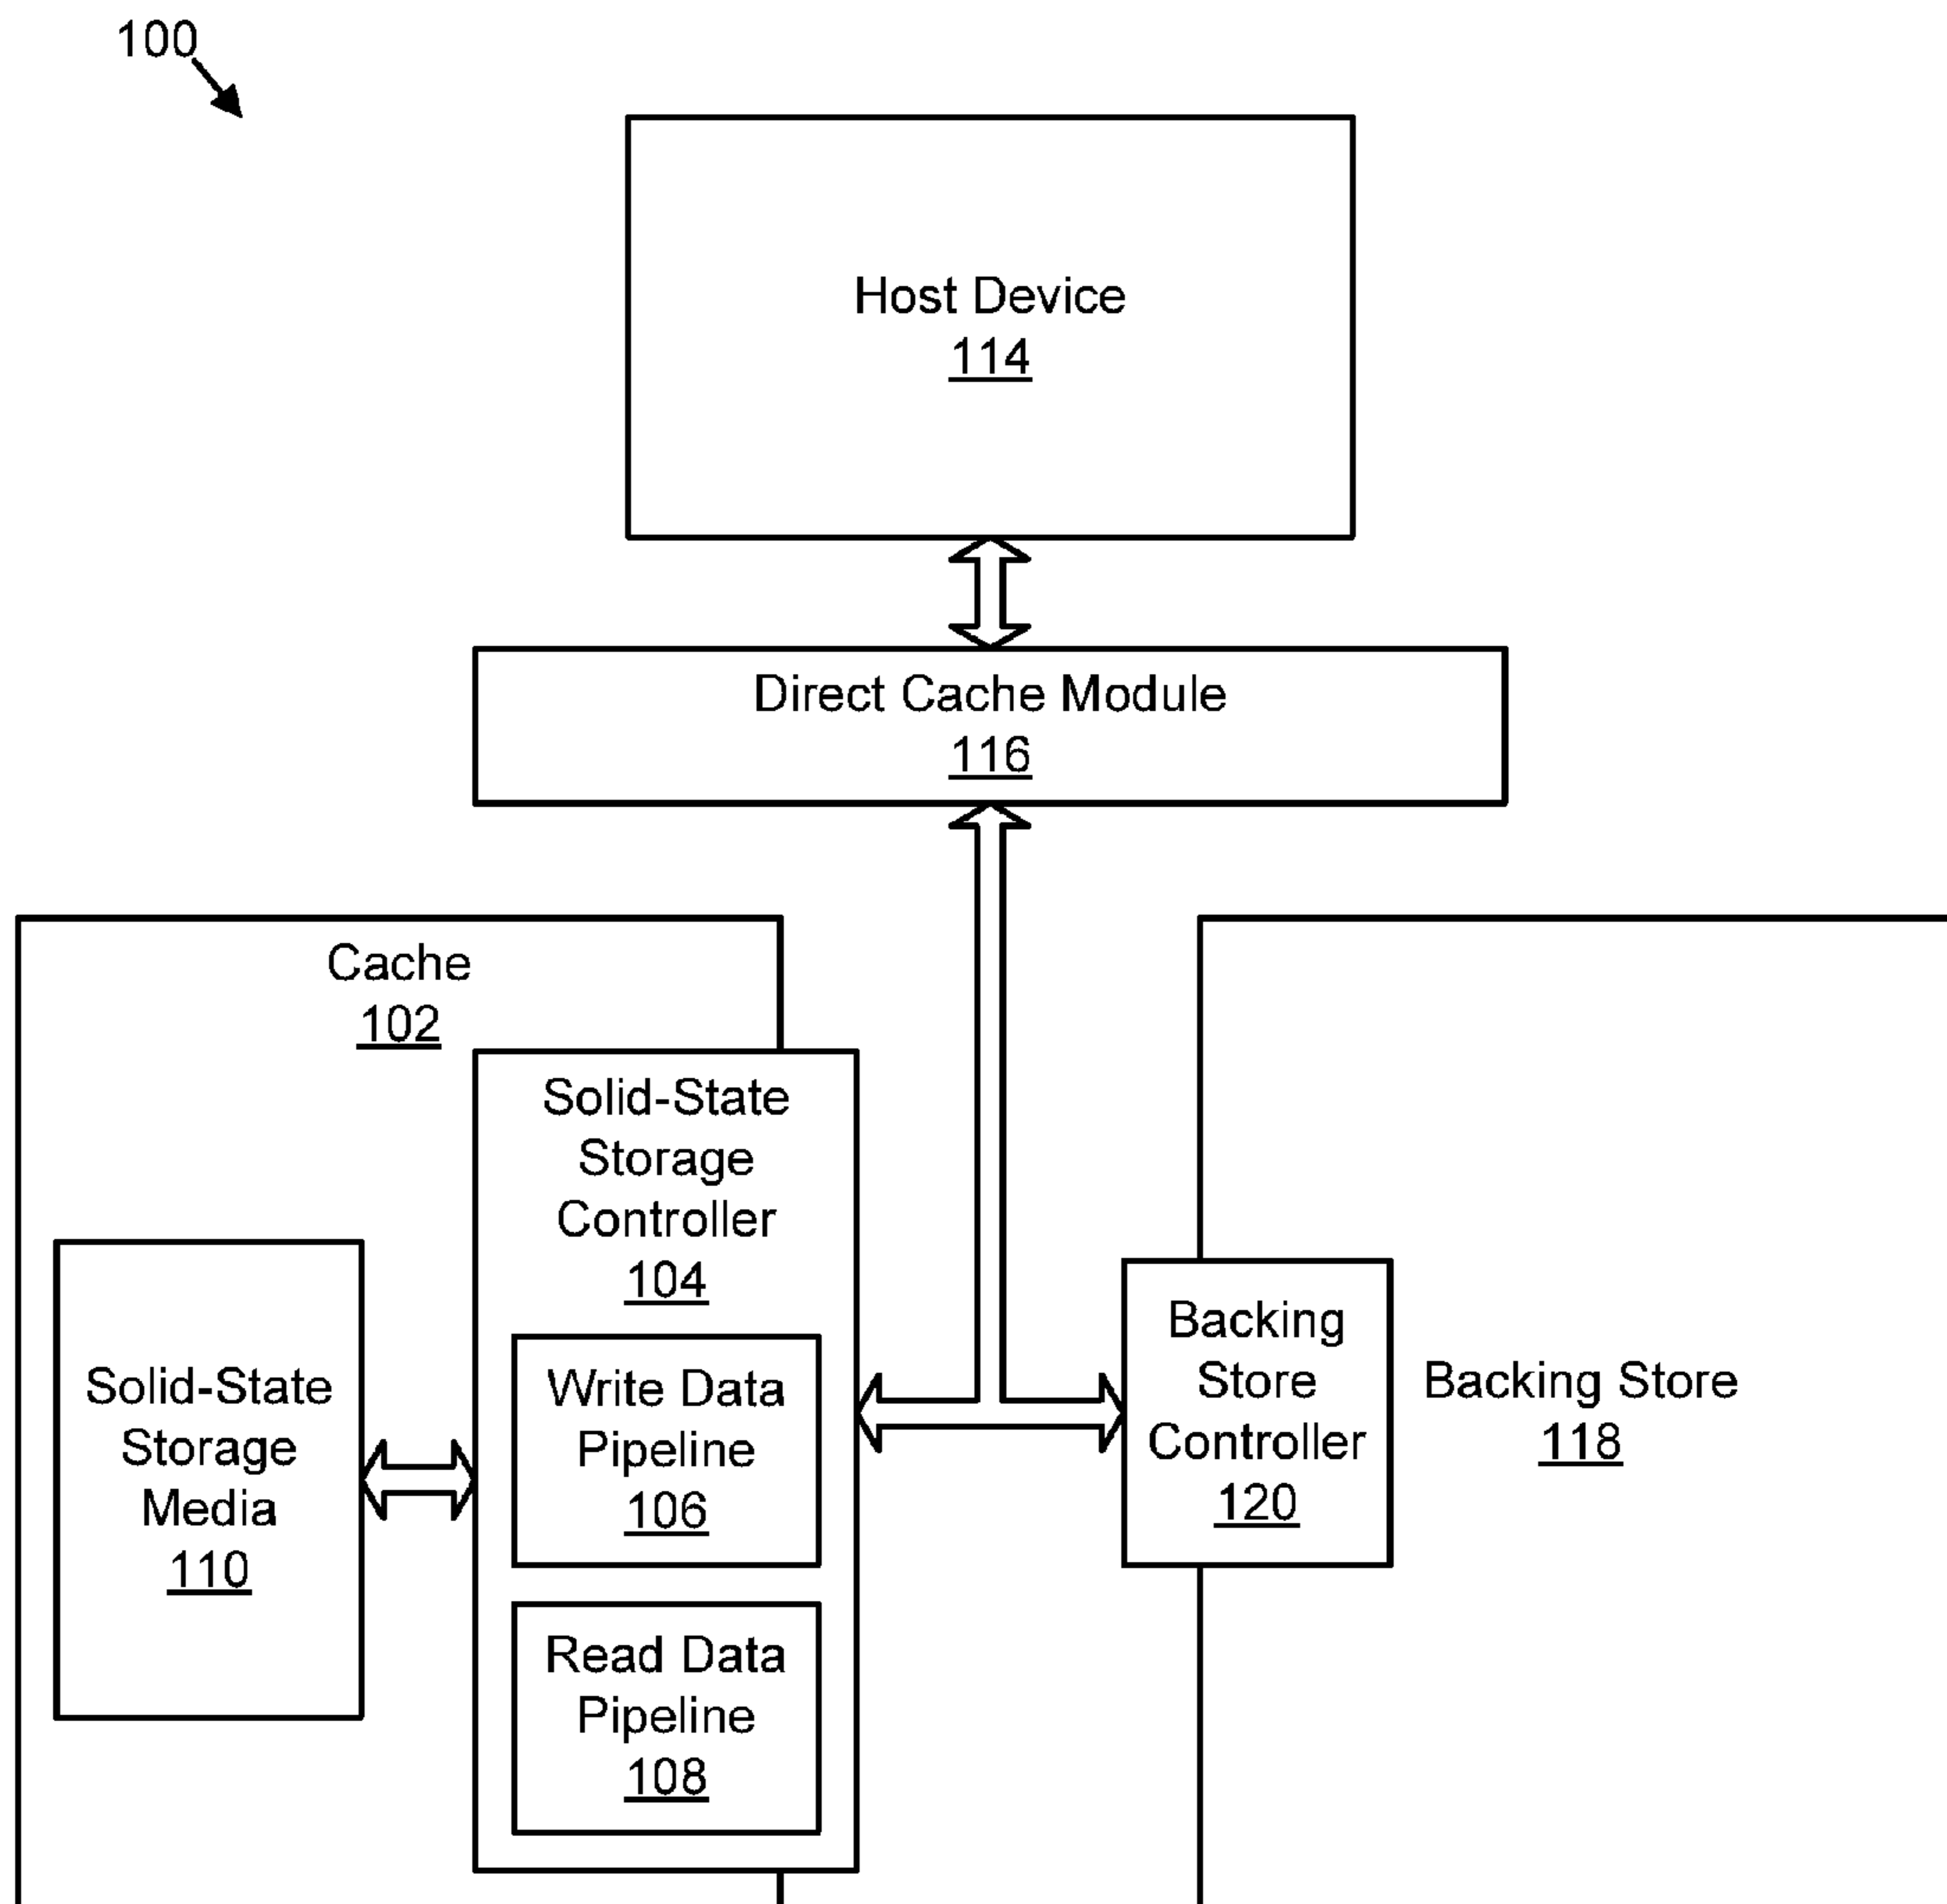 100
Host Device
114
Direct Cache Module
116
Cache
102
Solid-State
Storage
Controller
104
Solid-State
Storage
Media
110
Write Data
Pipeline
106
Read Data
Pipeline
108
Backing
Store
Controller
120
Backing Store
118